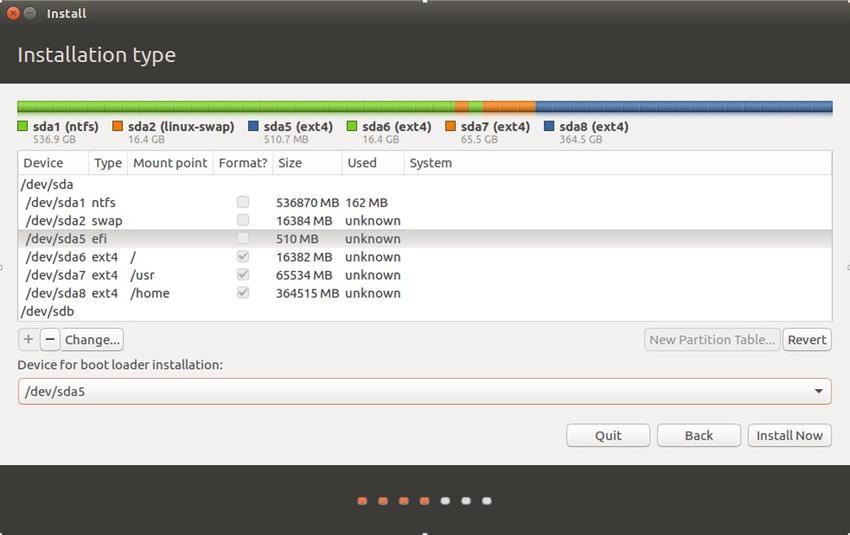 Install
Installation type
sda1 (ntfs) sda2 (linux-swap) sda5 (ext4) sda6 (ext4) sda7 (ext4) sda8 (ext4)
536.9 GB 16.4 GB 510.7 MB 16.4 GB 65.5 GB 364.5 GB
Device Type Mount point Format? Size Used System
/dev/sda
/dev/sda1 ntfs 536870 MB 162 MB
/dev/sda2 swap 16384 MB unknown
/dev/sda5 efi 510 MB unknown
/dev/sda6 ext4 / 16382 MB unknown
/dev/sda7 ext4 /usr 65534 MB unknown
/dev/sda8 ext4 /home 364515 MB unknown
/dev/sdb
+ − Change... New Partition Table... Revert
Device for boot loader installation:
/dev/sda5
Quit Back Install Now